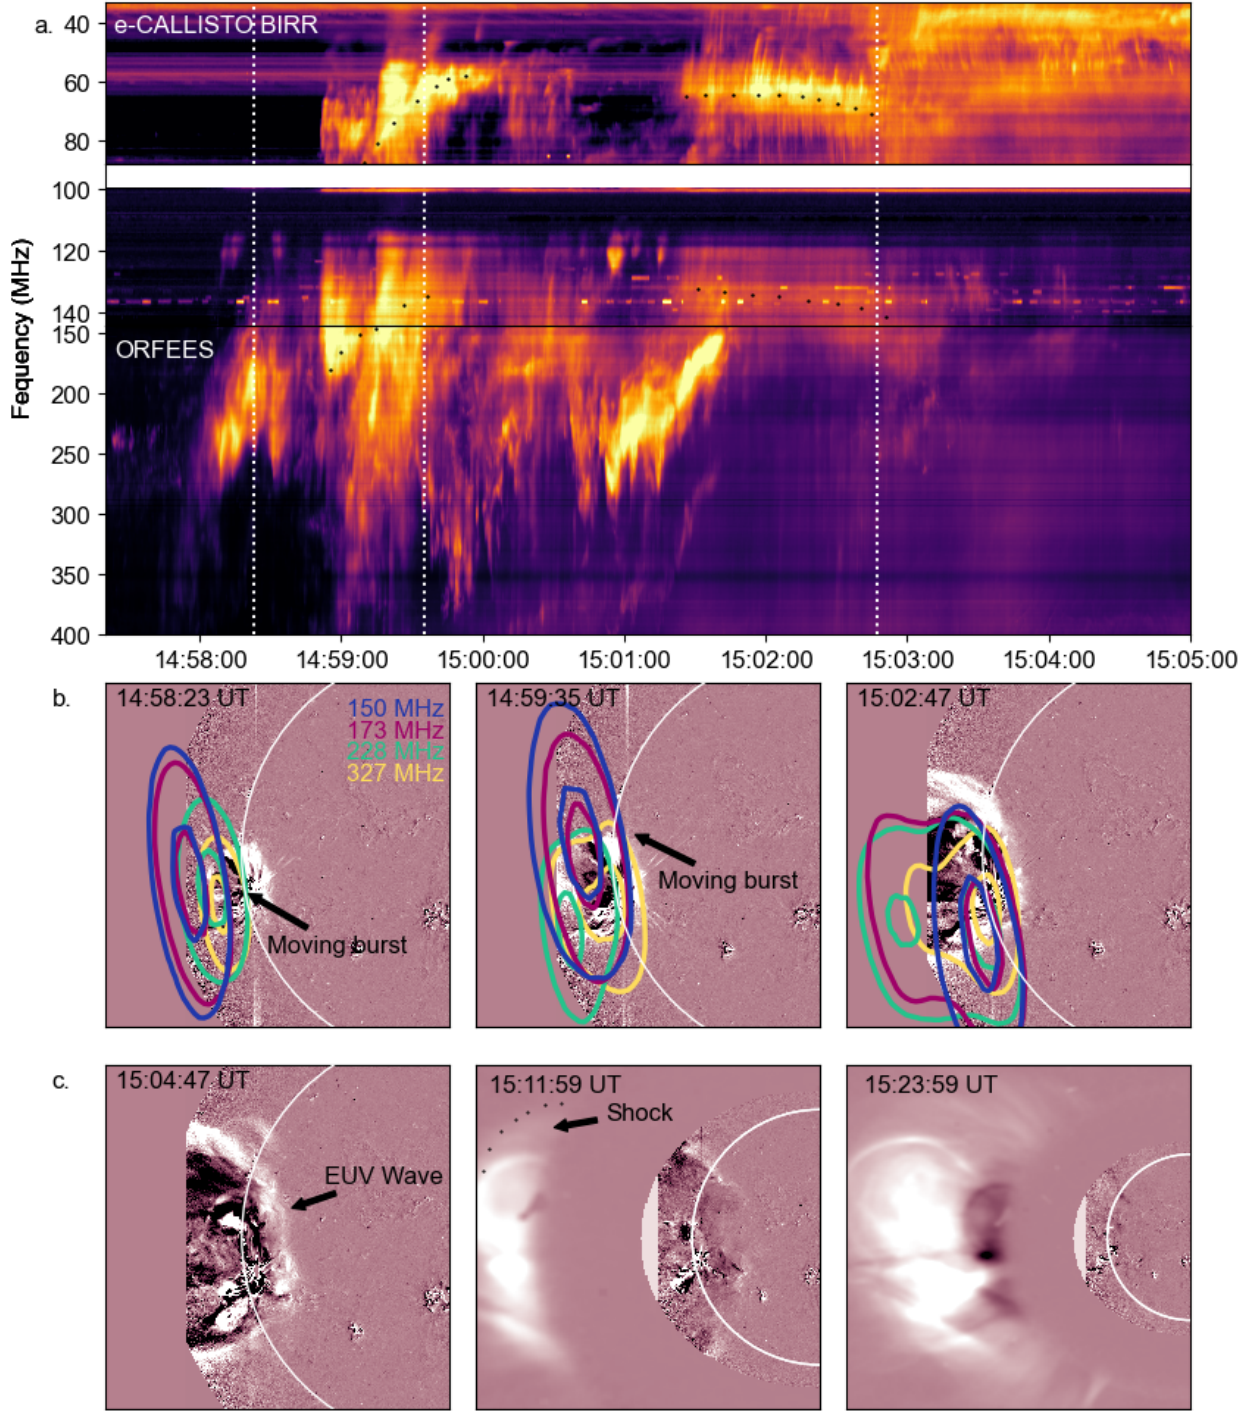 a.
e-CALLISTO BIRR
40
60
80
100
120
140
150
200
250
300
350
400
Fequency (MHz)
ORFEES
14:58:00 14:59:00 15:00:00 15:01:00 15:02:00 15:03:00 15:04:00 15:05:00
b.
14:58:23 UT
150 MHz
173 MHz
228 MHz
327 MHz
Moving burst
14:59:35 UT
Moving burst
15:02:47 UT
c.
15:04:47 UT
EUV Wave
15:11:59 UT
Shock
15:23:59 UT